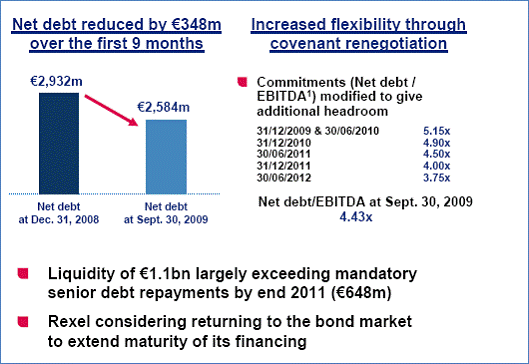 Net debt reduced by €348m
over the first 9 months
€2,932m
€2,584m
Net debt
at Dec. 31, 2008
Net debt
at Sept. 30, 2009
Increased flexibility through
covenant renegotiation
Commitments (Net debt /
EBITDA1) modified to give
additional headroom
31/12/2009 & 30/06/2010 5.15x
31/12/2010 4.90x
30/06/2011 4.50x
31/12/2011 4.00x
30/06/2012 3.75x
Net debt/EBITDA at Sept. 30, 2009
4.43x
Liquidity of €1.1bn largely exceeding mandatory
senior debt repayments by end 2011 (€648m)
Rexel considering returning to the bond market
to extend maturity of its financing